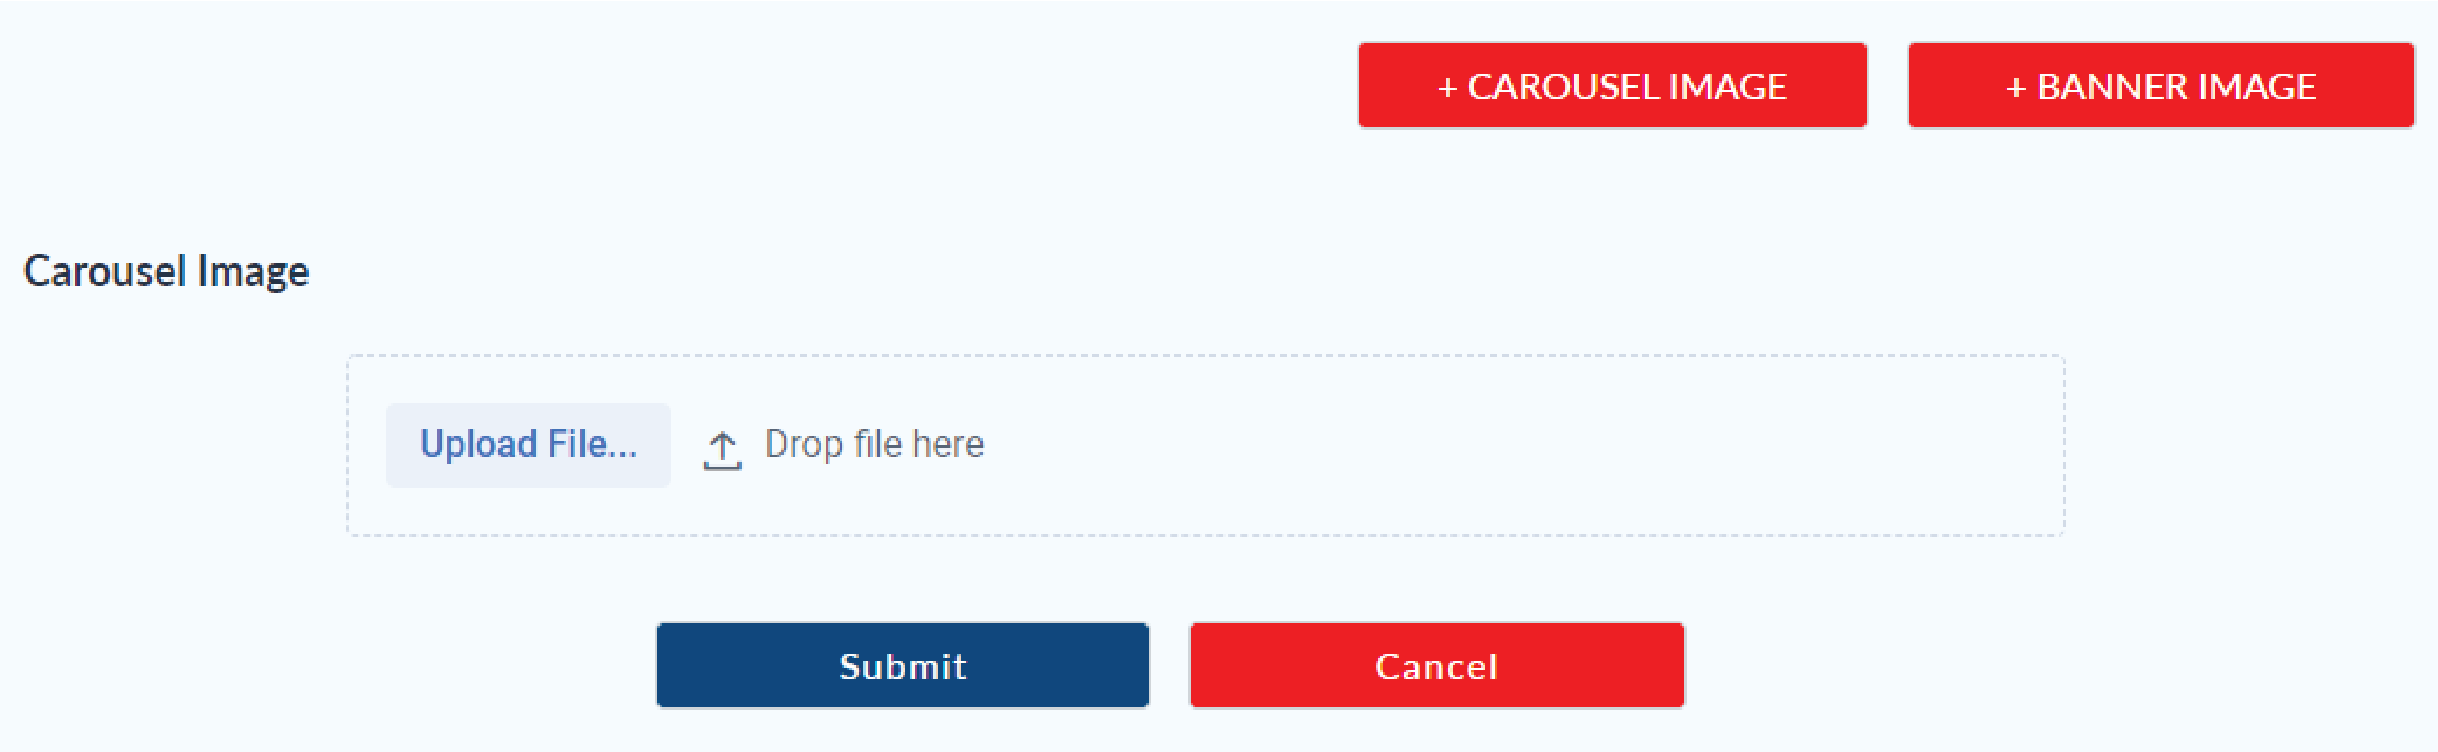 + CAROUSEL IMAGE
+ BANNER IMAGE
Carousel Image
Upload File... Drop file here
Submit
Cancel